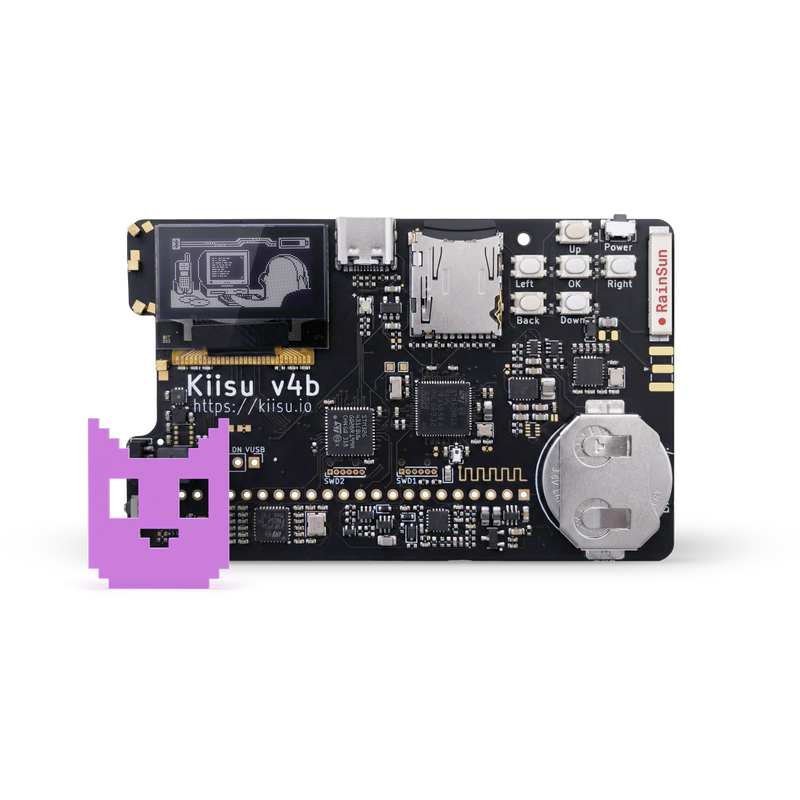 Up
Power
Left
OK
Right
Back
Down
RainSun
Kiisu v4b
https://kiisu.io
DN VUSB
SWD2
SWD1